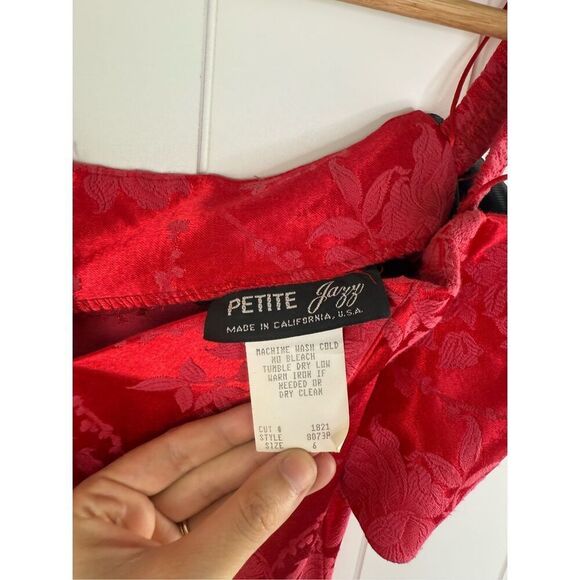 PETITE Jazz
MADE IN CALIFORNIA, U.S.A.
MACHINE WASH COLD
NO BLEACH
TUMBLE DRY LOW
WARM IRON IF
NEEDED OR
DRY CLEAN
CUT # 1821
STYLE 8073P
SIZE 6